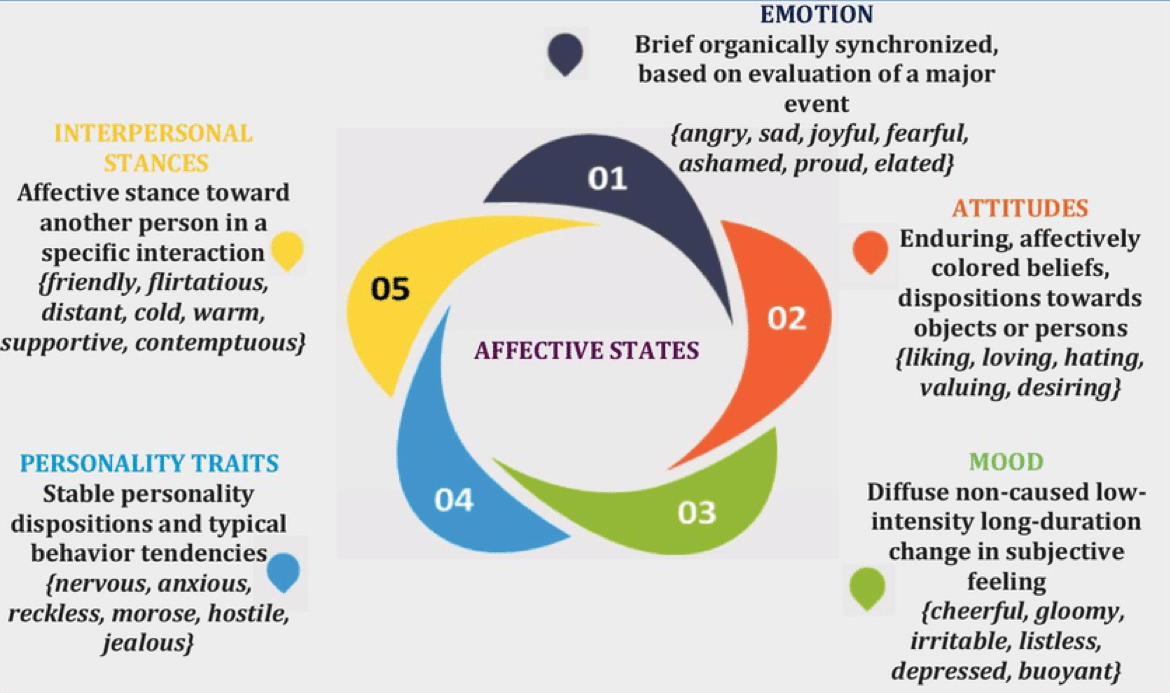 EMOTION
Brief organically synchronized,
based on evaluation of a major
event
{angry, sad, joyful, fearful,
ashamed, proud, elated}
ATTITUDES
Enduring, affectively
colored beliefs,
dispositions towards
objects or persons
{liking, loving, hating,
valuing, desiring}
MOOD
Diffuse non-caused low-
intensity long-duration
change in subjective
feeling
{cheerful, gloomy,
irritable, listless,
depressed, buoyant}
PERSONALITY TRAITS
Stable personality
dispositions and typical
behavior tendencies
{nervous, anxious,
reckless, morose, hostile,
jealous}
INTERPERSONAL
STANCES
Affective stance toward
another person in a
specific interaction
{friendly, flirtatious,
distant, cold, warm,
supportive, contemptuous}
AFFECTIVE STATES
01
02
03
04
05